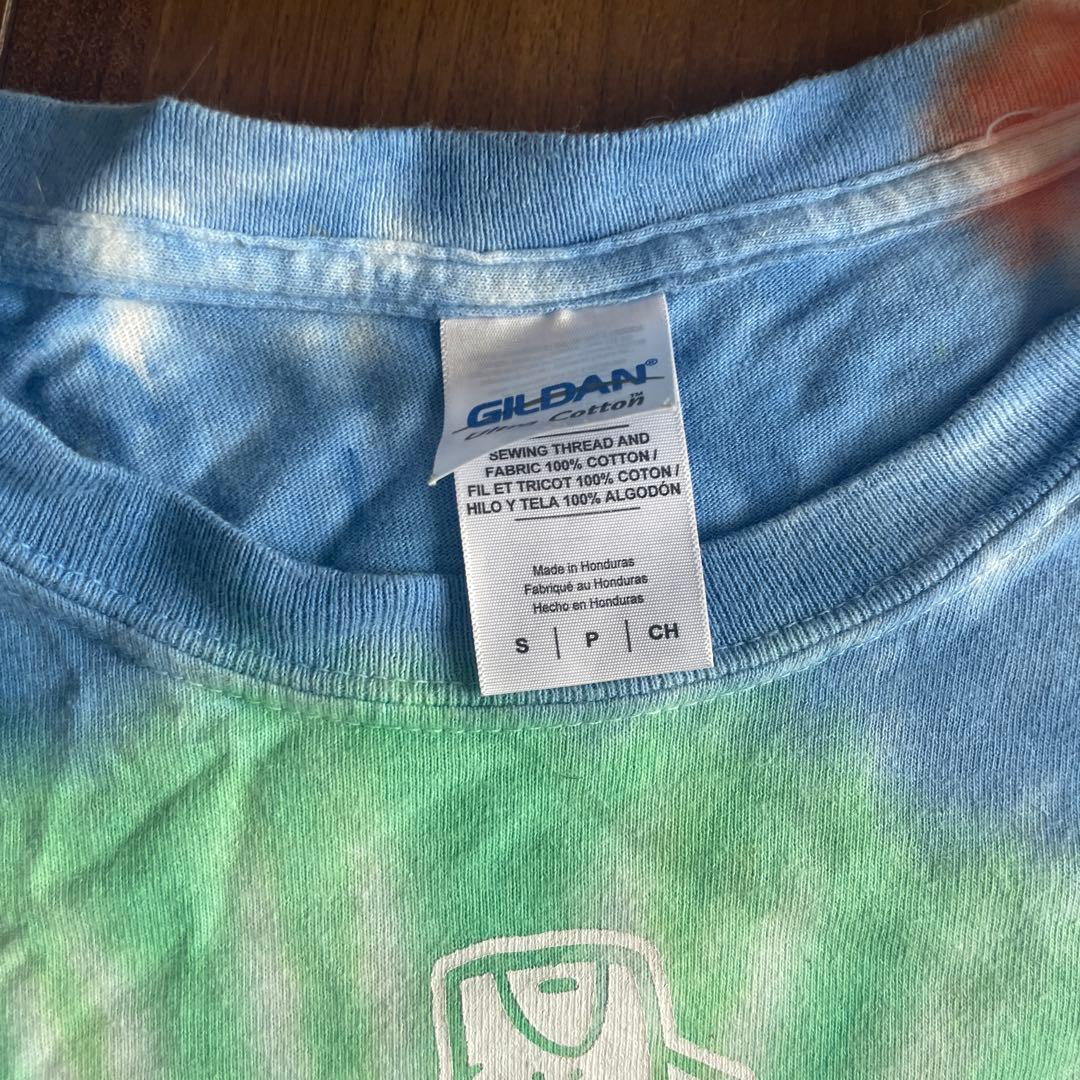 GILDAN®
Ultra Cotton™
SEWING THREAD AND
FABRIC 100% COTTON /
FIL ET TRICOT 100% COTON /
HILO Y TELA 100% ALGODÓN
Made in Honduras
Fabriqué au Honduras
Hecho en Honduras
S | P | CH